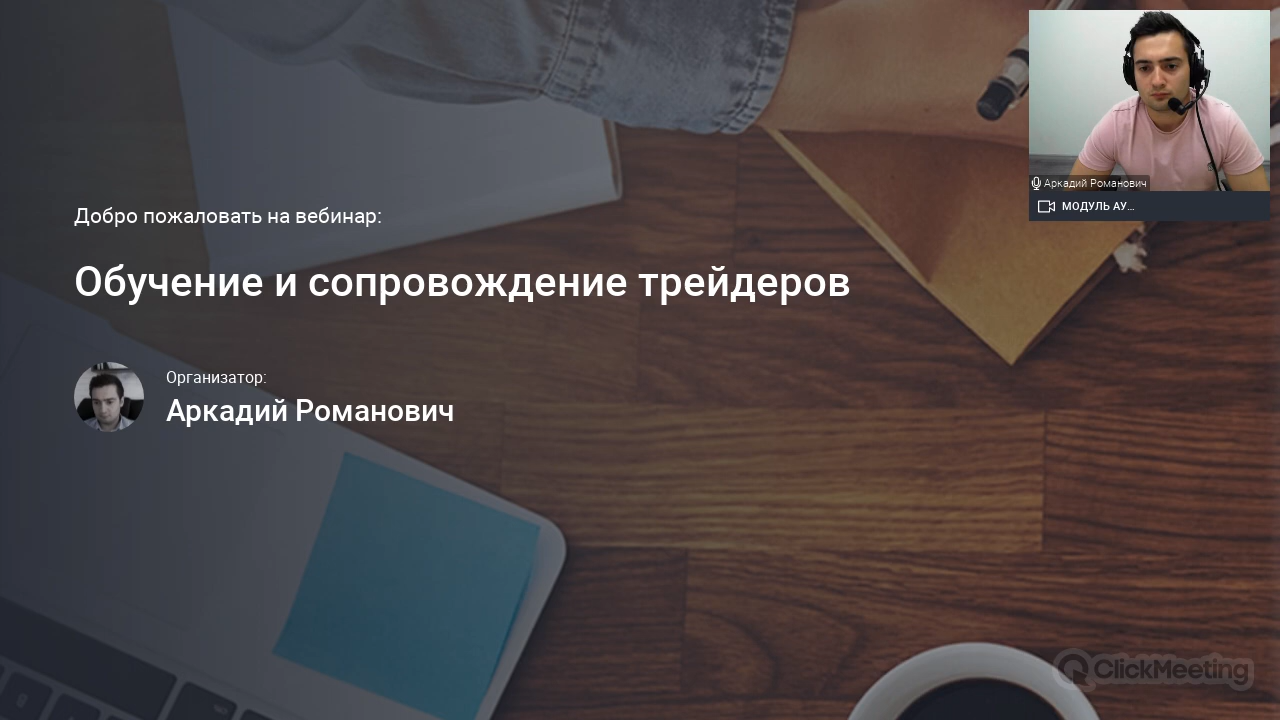 Добро пожаловать на вебинар:
Обучение и сопровождение трейдеров
Организатор:
Аркадий Романович
Аркадий Романович
МОДУЛЬ АУ...
ClickMeeting